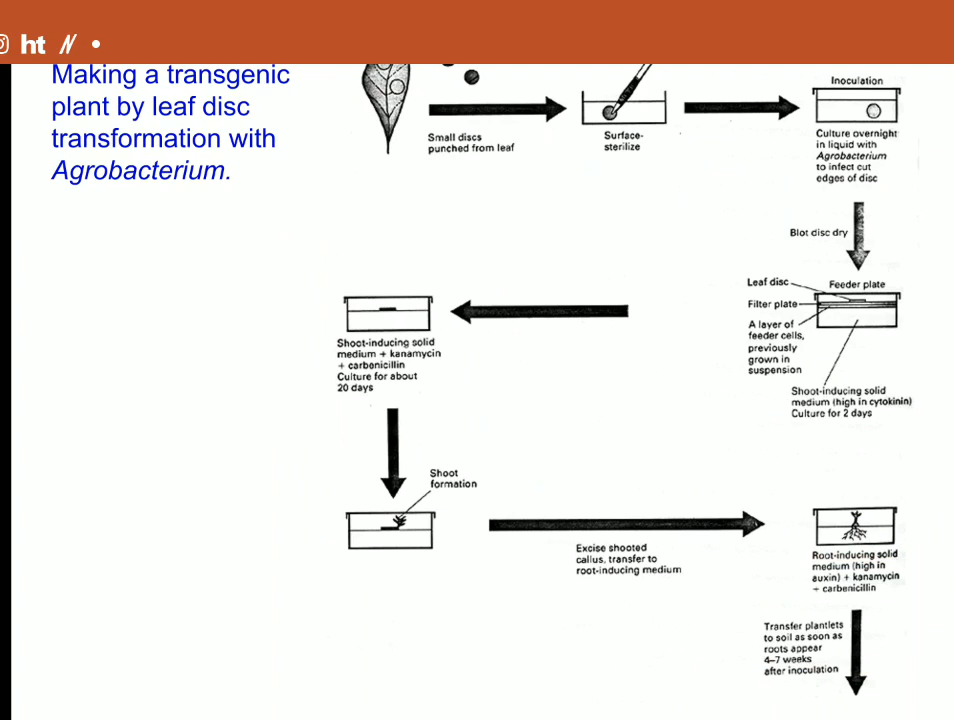 ht
Making a transgenic
plant by leaf disc
transformation with
Agrobacterium.
Small discs
punched from leaf
Surface-
sterilize
Inoculation
Culture overnight
in liquid with
Agrobacterium
to infect cut
edges of disc
Blot disc dry
Leaf disc
Feeder plate
Filter plate
A layer of
feeder cells,
previously
grown in
suspension
Shoot-inducing solid
medium (high in cytokinin)
Culture for 2 days
Shoot-inducing solid
medium + kanamycin
+ carbenicillin
Culture for about
20 days
Shoot
formation
Excise shooted
callus, transfer to
root-inducing medium
Root-inducing solid
medium (high in
auxin) + kanamycin
+ carbenicillin
Transfer plantlets
to soil as soon as
roots appear
4–7 weeks
after inoculation